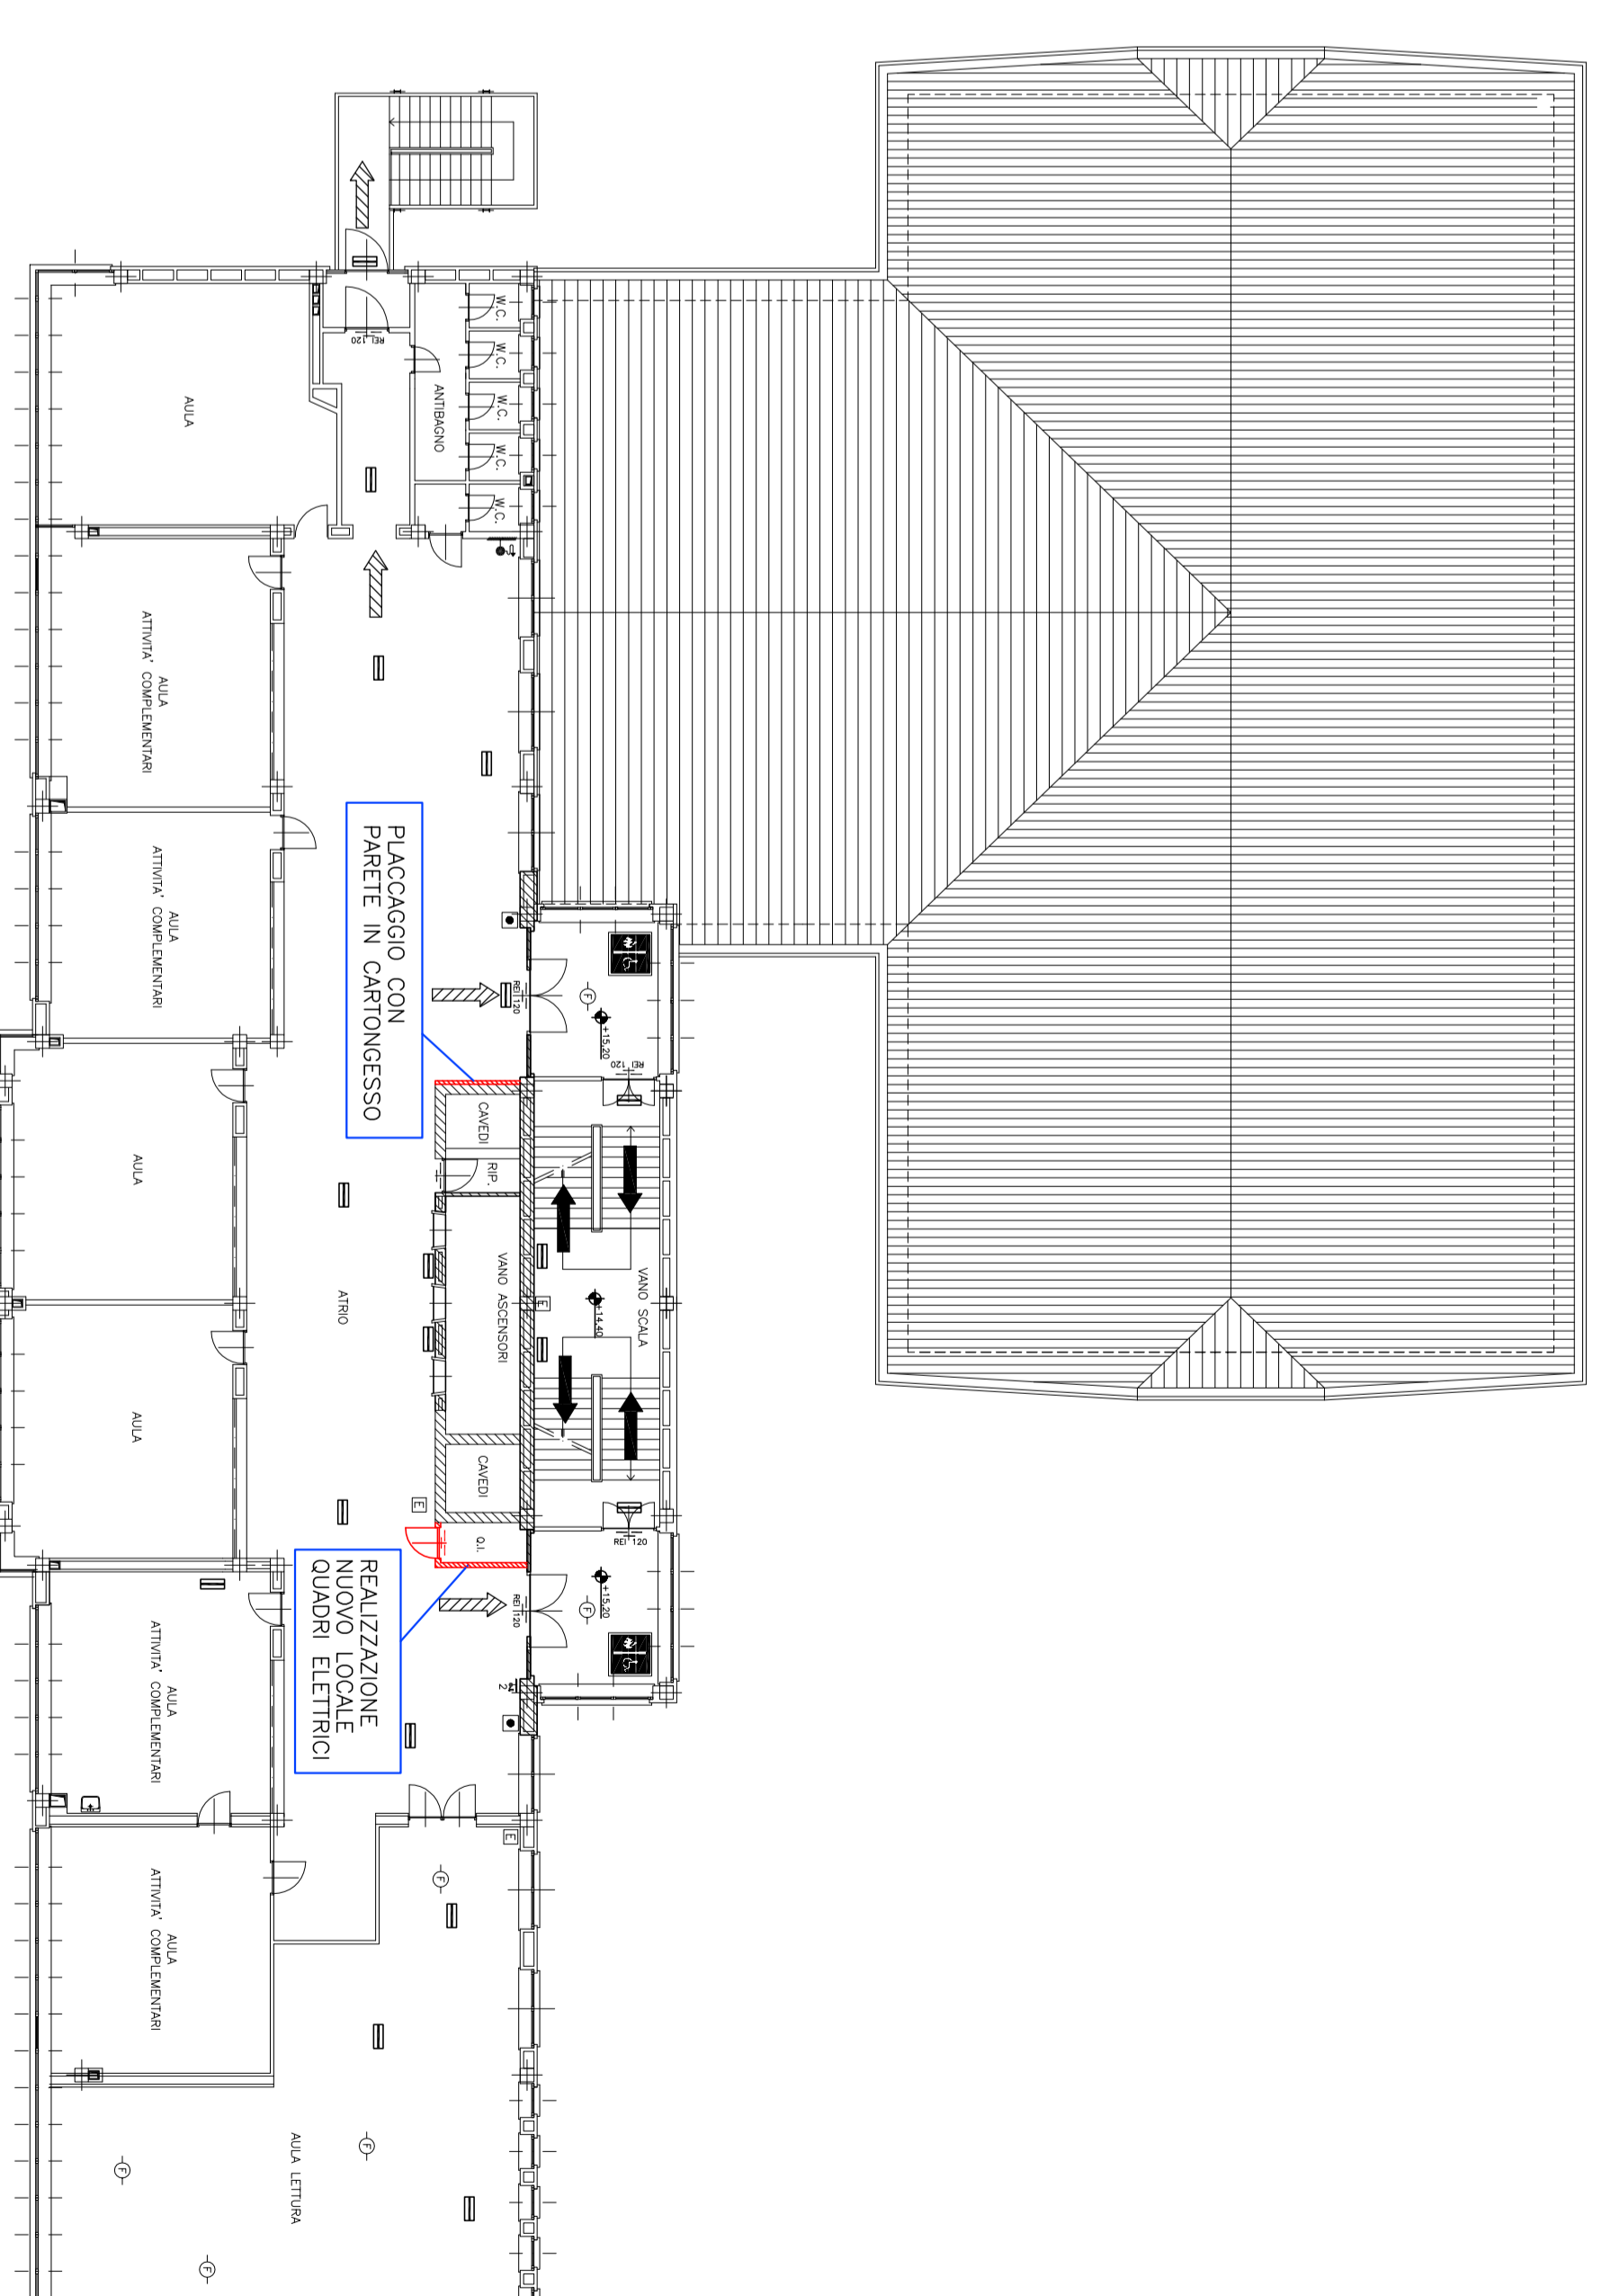 W.C.
W.C.
W.C.
W.C.
W.C.
ANTIBAGNO
REI 120
AULA
AULA
ATTIVITA' COMPLEMENTARI
AULA
ATTIVITA' COMPLEMENTARI
PLACCAGGIO CON
PARETE IN CARTONGESSO
REI 120
F
+15,20
REI 120
CAVEDI
RIP.
VANO ASCENSORI
VANO SCALA
+14,40
E
ATRIO
AULA
AULA
CAVEDI
E
Q.I.
REI 120
+15,20
F
REI 120
REALIZZAZIONE
NUOVO LOCALE
QUADRI ELETTRICI
AULA
ATTIVITA' COMPLEMENTARI
E
F
AULA
ATTIVITA' COMPLEMENTARI
F
F
AULA LETTURA
F